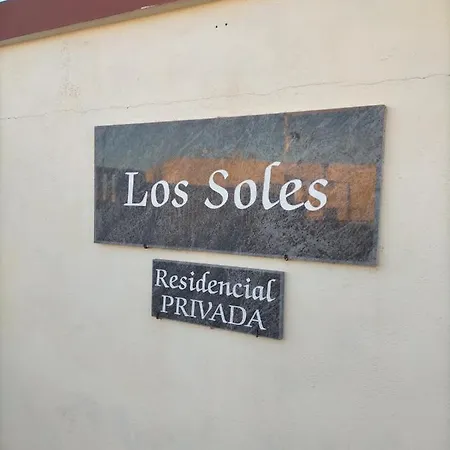 Los Soles
Residencial
PRIVADA